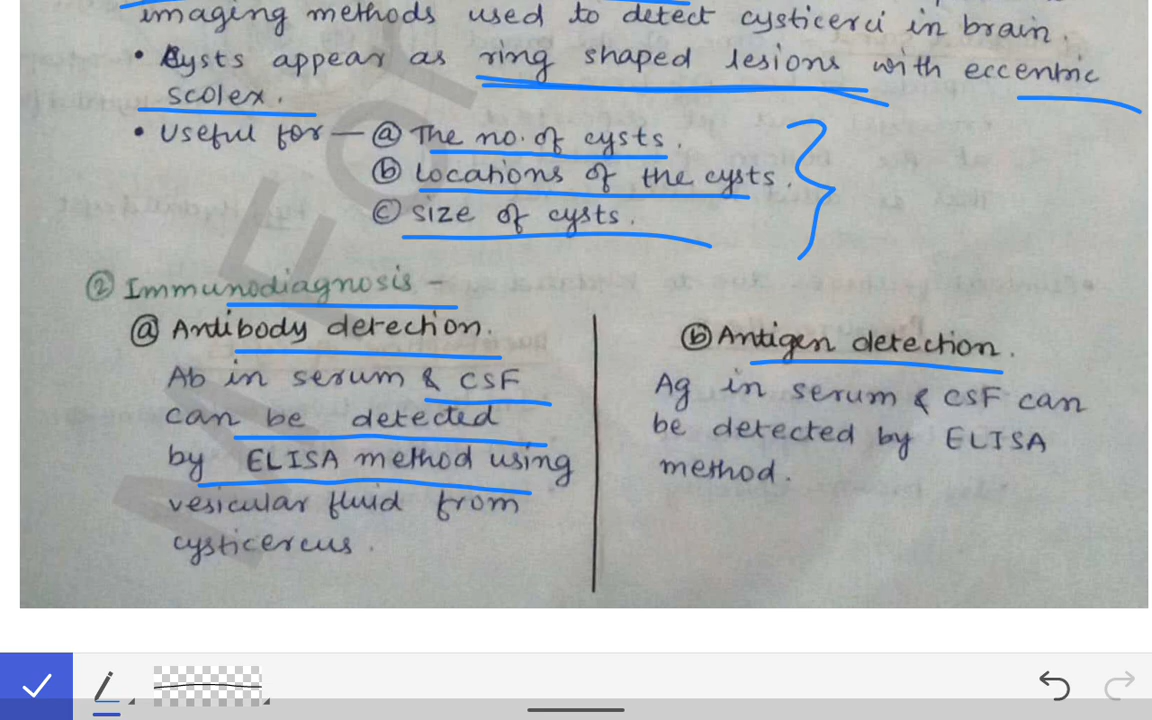 imaging methods used to detect cysticerci in brain.
• Cysts appear as ring shaped lesions with eccentric
scolex.
• Useful for — ⓐ The no. of cysts.
ⓑ Locations of the cysts.
ⓒ Size of cysts.
② Immunodiagnosis –
ⓐ Antibody detection.
Ab in serum & CSF
can be detected
by ELISA method using
vesicular fluid from
cysticercus.
ⓑ Antigen detection.
Ag in serum & CSF can
be detected by ELISA
method.